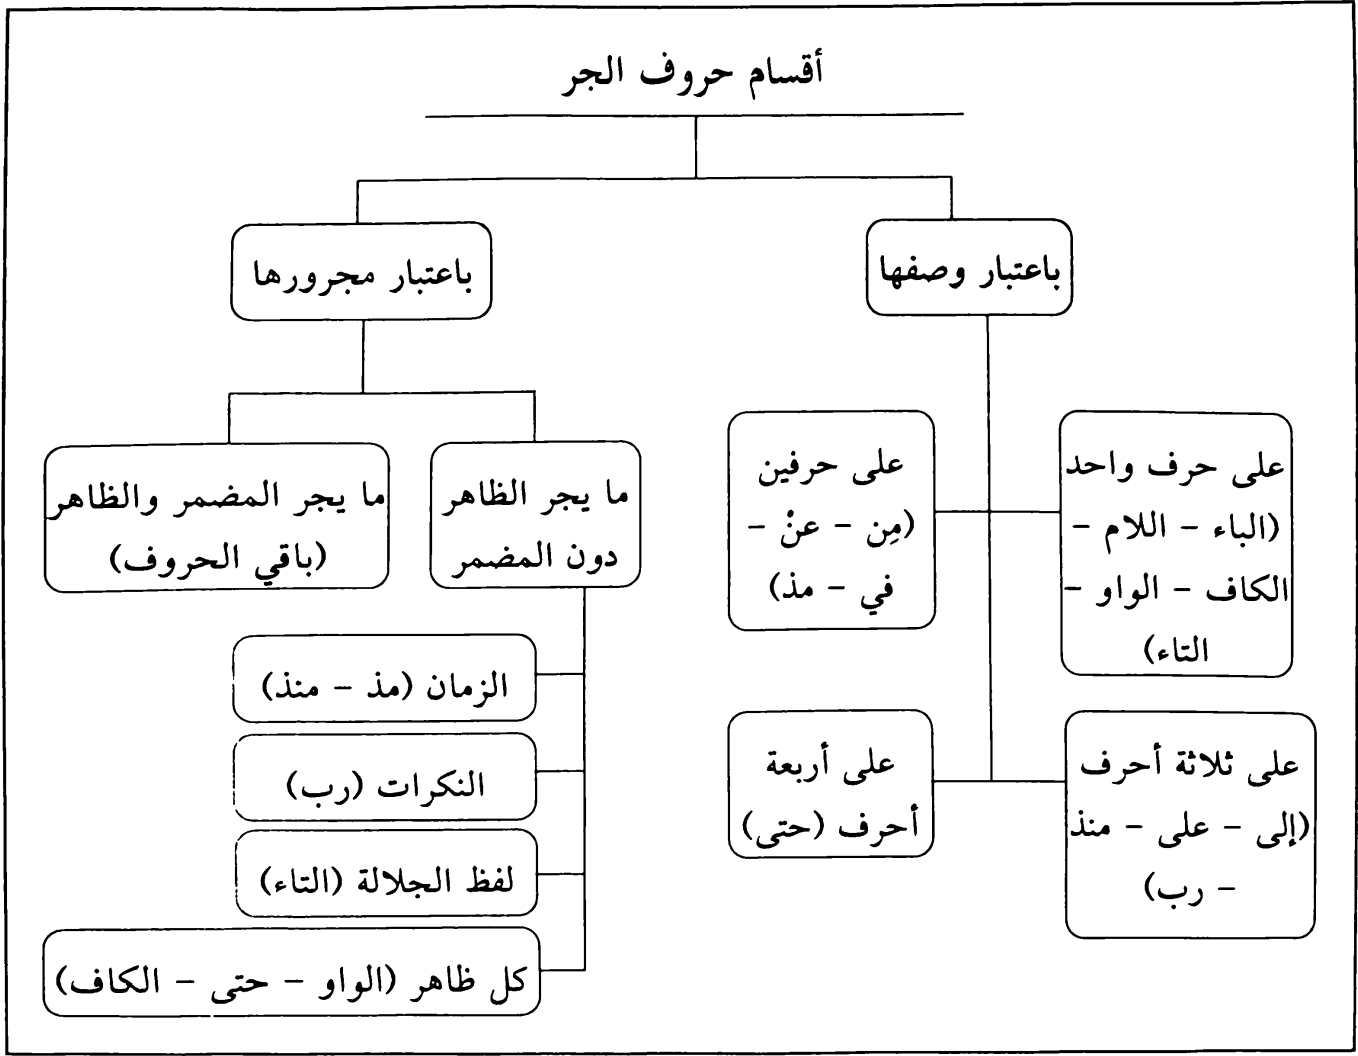 أقسام حروف الجر
باعتبار وصفها
باعتبار مجرورها
على حرف واحد
(الباء – اللام –
الكاف – الواو –
التاء)
على حرفين
(مِن – عنْ –
في – مذ)
على ثلاثة أحرف
(إلى – على – منذ
– رب)
على أربعة
أحرف (حتى)
ما يجر الظاهر
دون المضمر
ما يجر المضمر والظاهر
(باقي الحروف)
الزمان (مذ – منذ)
النكرات (رب)
لفظ الجلالة (التاء)
كل ظاهر (الواو – حتى – الكاف)